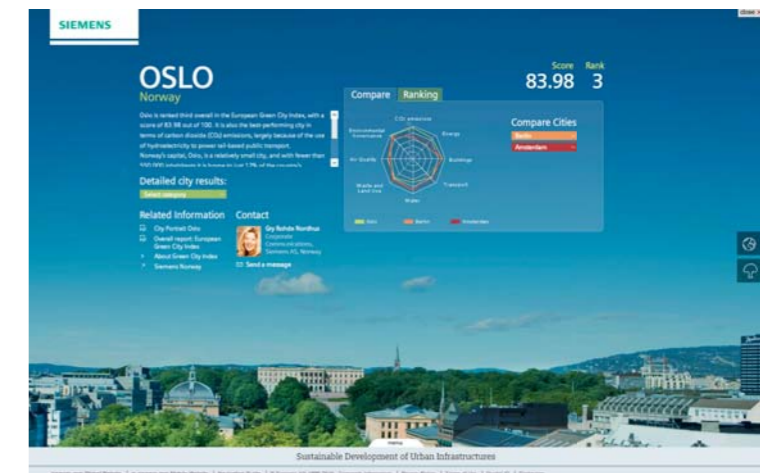 close x
SIEMENS
OSLO
Norway
Score
Rank
83.98
3
Oslo is ranked third overall in the European Green City Index, with a
score of 83.98 out of 100. It is also the best-performing city in
terms of carbon dioxide (CO2) emissions, largely because of the use
of hydroelectricity to power rail-based public transport.
Norway's capital, Oslo, is a relatively small city, and with fewer than
Detailed city results:
Select category
Related Information
City Portrait Oslo
Overall report: European
Green City Index
About Green City Index
Siemens Norway
Contact
Gry Rohde Nordhus
Corporate
Communications,
Siemens AS, Norway
Send a message
Compare
Ranking
CO2 emissions
Energy
Buildings
Transport
Water
Waste and
Land Use
Air Quality
Environmental
Governance
Oslo
Berlin
Amsterdam
Compare Cities
Berlin
Amsterdam
menu
Sustainable Development of Urban Infrastructures